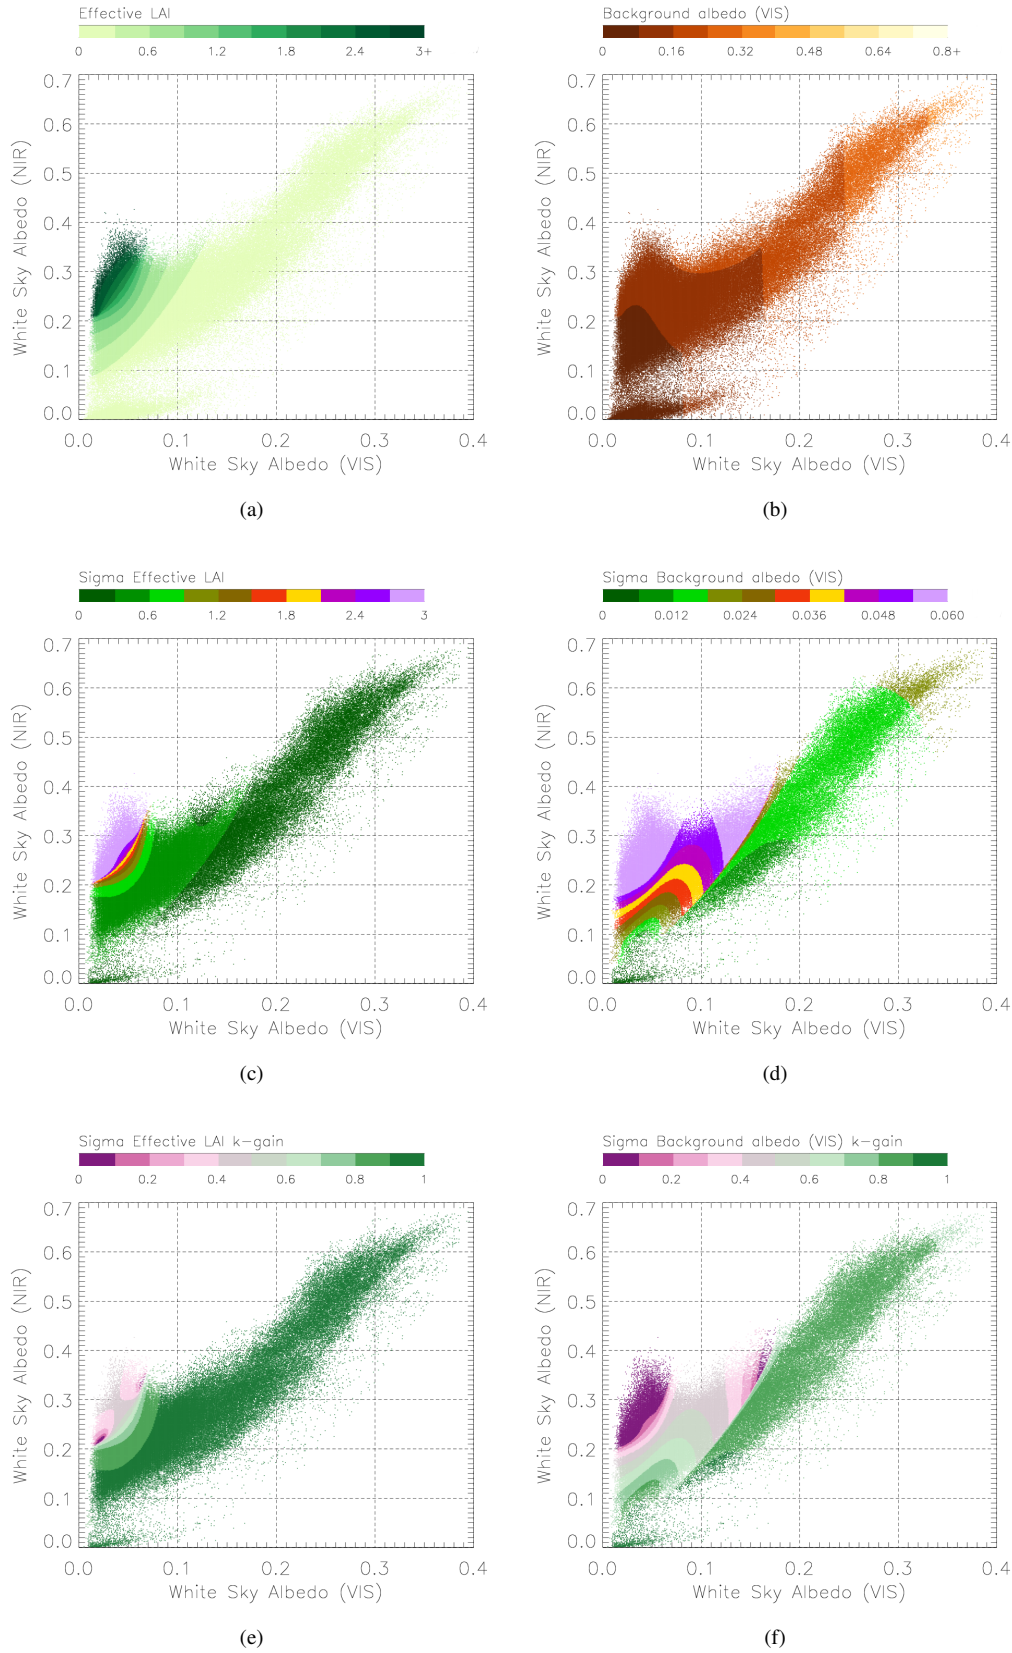 Effective LAI
0 0.6 1.2 1.8 2.4 3+
0.7
0.6
0.5
0.4
0.3
0.2
0.1
0.0
White Sky Albedo (NIR)
0.0 0.1 0.2 0.3 0.4
White Sky Albedo (VIS)
(a)
Background albedo (VIS)
0 0.16 0.32 0.48 0.64 0.8+
0.7
0.6
0.5
0.4
0.3
0.2
0.1
0.0
White Sky Albedo (NIR)
0.0 0.1 0.2 0.3 0.4
White Sky Albedo (VIS)
(b)
Sigma Effective LAI
0 0.6 1.2 1.8 2.4 3
0.7
0.6
0.5
0.4
0.3
0.2
0.1
0.0
White Sky Albedo (NIR)
0.0 0.1 0.2 0.3 0.4
White Sky Albedo (VIS)
(c)
Sigma Background albedo (VIS)
0 0.012 0.024 0.036 0.048 0.060
0.7
0.6
0.5
0.4
0.3
0.2
0.1
0.0
White Sky Albedo (NIR)
0.0 0.1 0.2 0.3 0.4
White Sky Albedo (VIS)
(d)
Sigma Effective LAI k-gain
0 0.2 0.4 0.6 0.8 1
0.7
0.6
0.5
0.4
0.3
0.2
0.1
0.0
White Sky Albedo (NIR)
0.0 0.1 0.2 0.3 0.4
White Sky Albedo (VIS)
(e)
Sigma Background albedo (VIS) k-gain
0 0.2 0.4 0.6 0.8 1
0.7
0.6
0.5
0.4
0.3
0.2
0.1
0.0
White Sky Albedo (NIR)
0.0 0.1 0.2 0.3 0.4
White Sky Albedo (VIS)
(f)